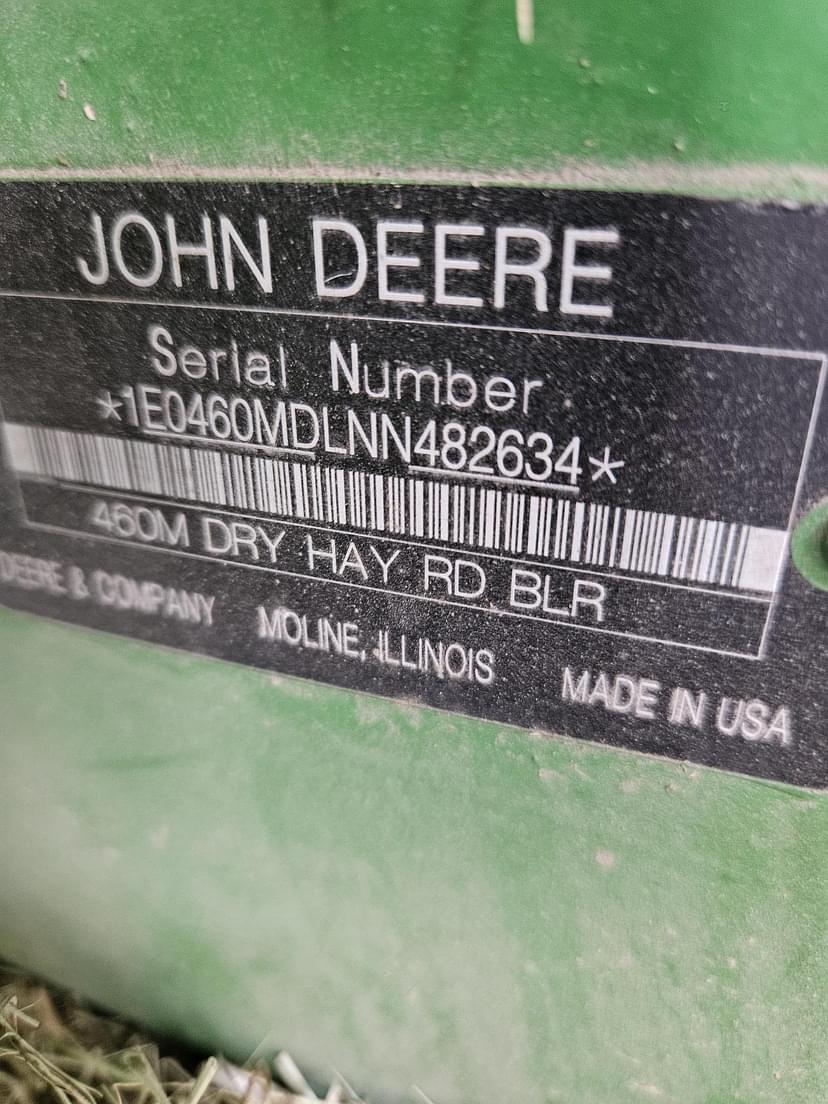 JOHN DEERE
Serial Number
*1E0460MDLNN482634*
460M DRY HAY RD BLR
DEERE & COMPANY MOLINE, ILLINOIS MADE IN USA